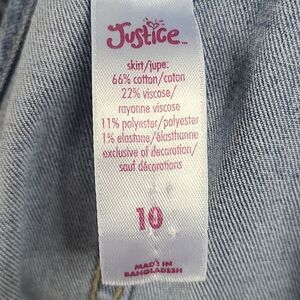 Justice
skirt/jupe:
66% cotton/coton
22% viscose/
rayonne viscose
11% polyester/polyester
1% elastane/élasthanne
exclusive of decoration/
sauf décorations
10
MADE IN
BANGLADESH